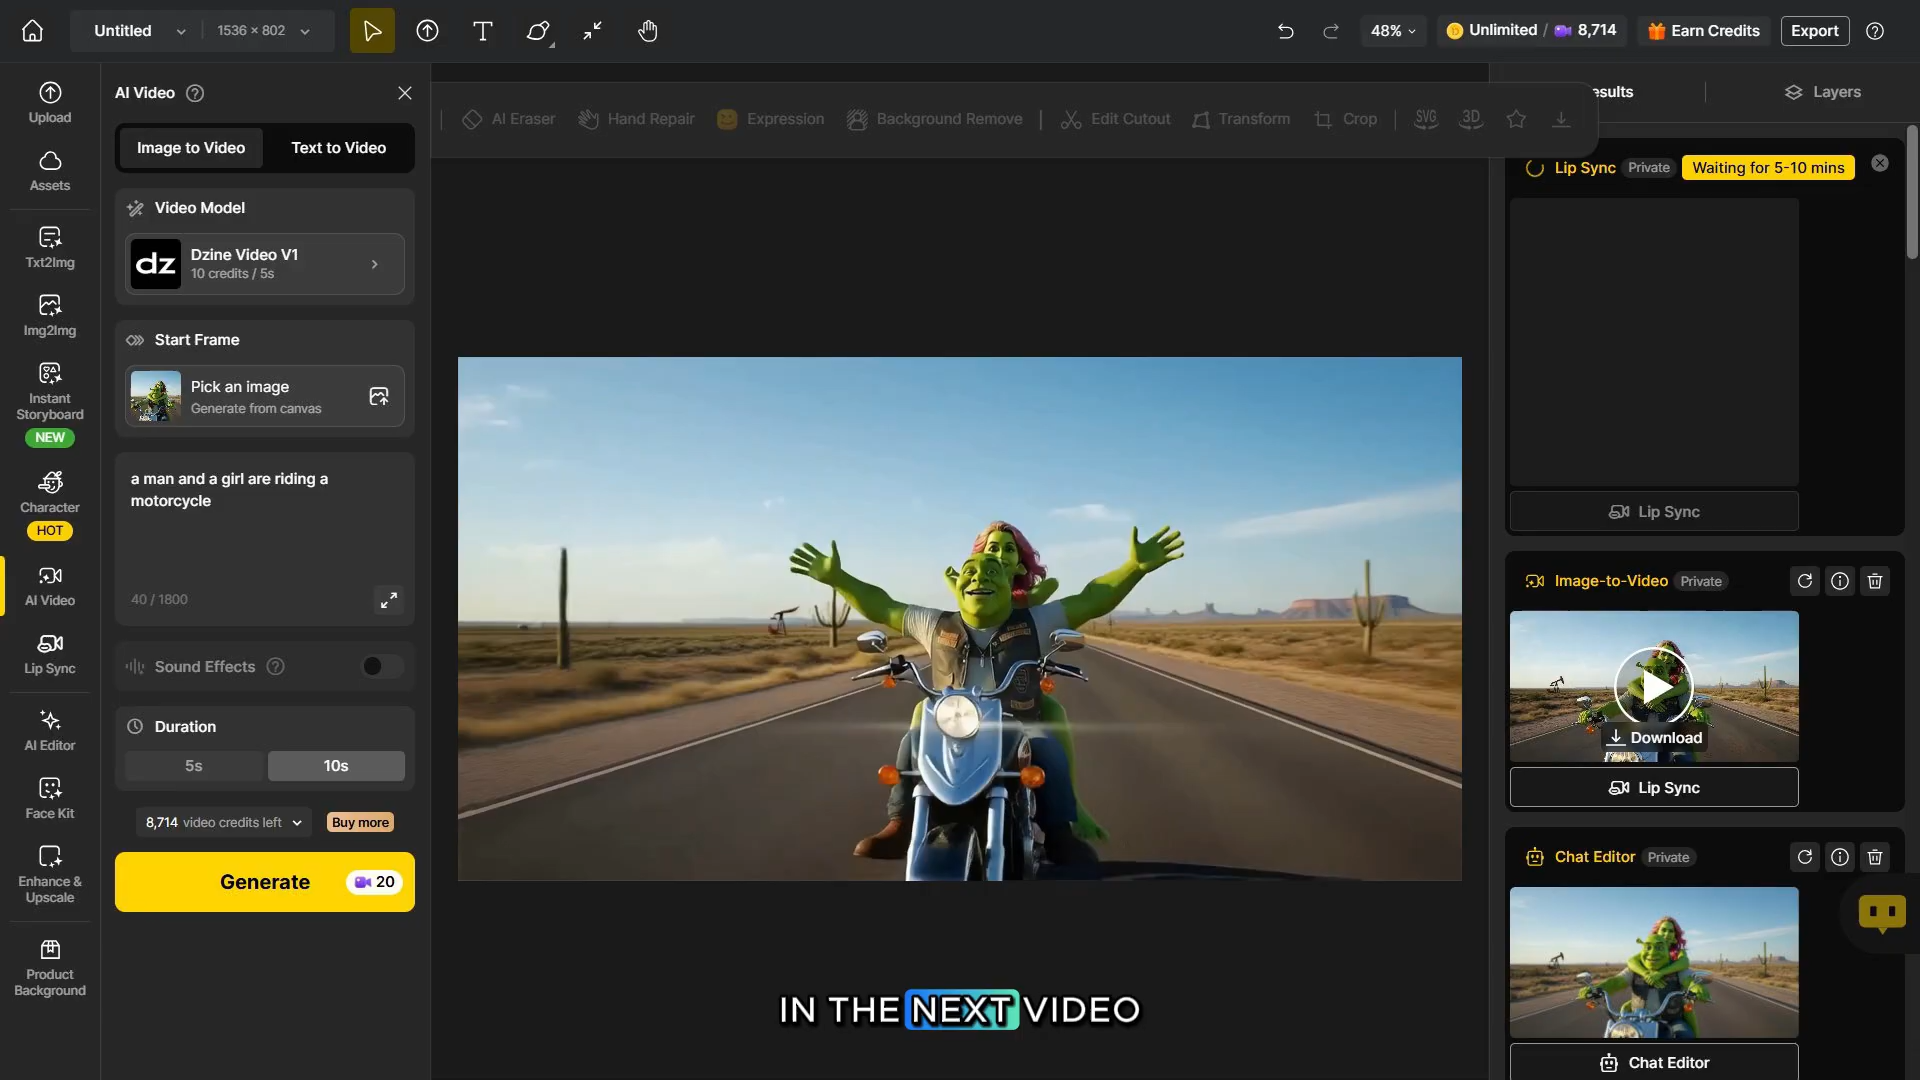 Untitled
1536 × 802
48%
Unlimited / 8,714
Earn Credits
Export
Upload
Assets
Txt2Img
Img2Img
Instant
Storyboard
NEW
Character
HOT
AI Video
Lip Sync
AI Editor
Face Kit
Enhance &
Upscale
Product
Background
AI Video
Image to Video
Text to Video
Video Model
dz
Dzine Video V1
10 credits / 5s
Start Frame
Pick an image
Generate from canvas
a man and a girl are riding a
motorcycle
40 / 1800
Sound Effects
Duration
5s
10s
8,714 video credits left
Buy more
Generate
20
AI Eraser
Hand Repair
Expression
Background Remove
Edit Cutout
Transform
Crop
SVG
3D
IN THE NEXT VIDEO
esults
Layers
Lip Sync
Private
Waiting for 5-10 mins
Lip Sync
Image-to-Video
Private
Download
Lip Sync
Chat Editor
Private
Chat Editor